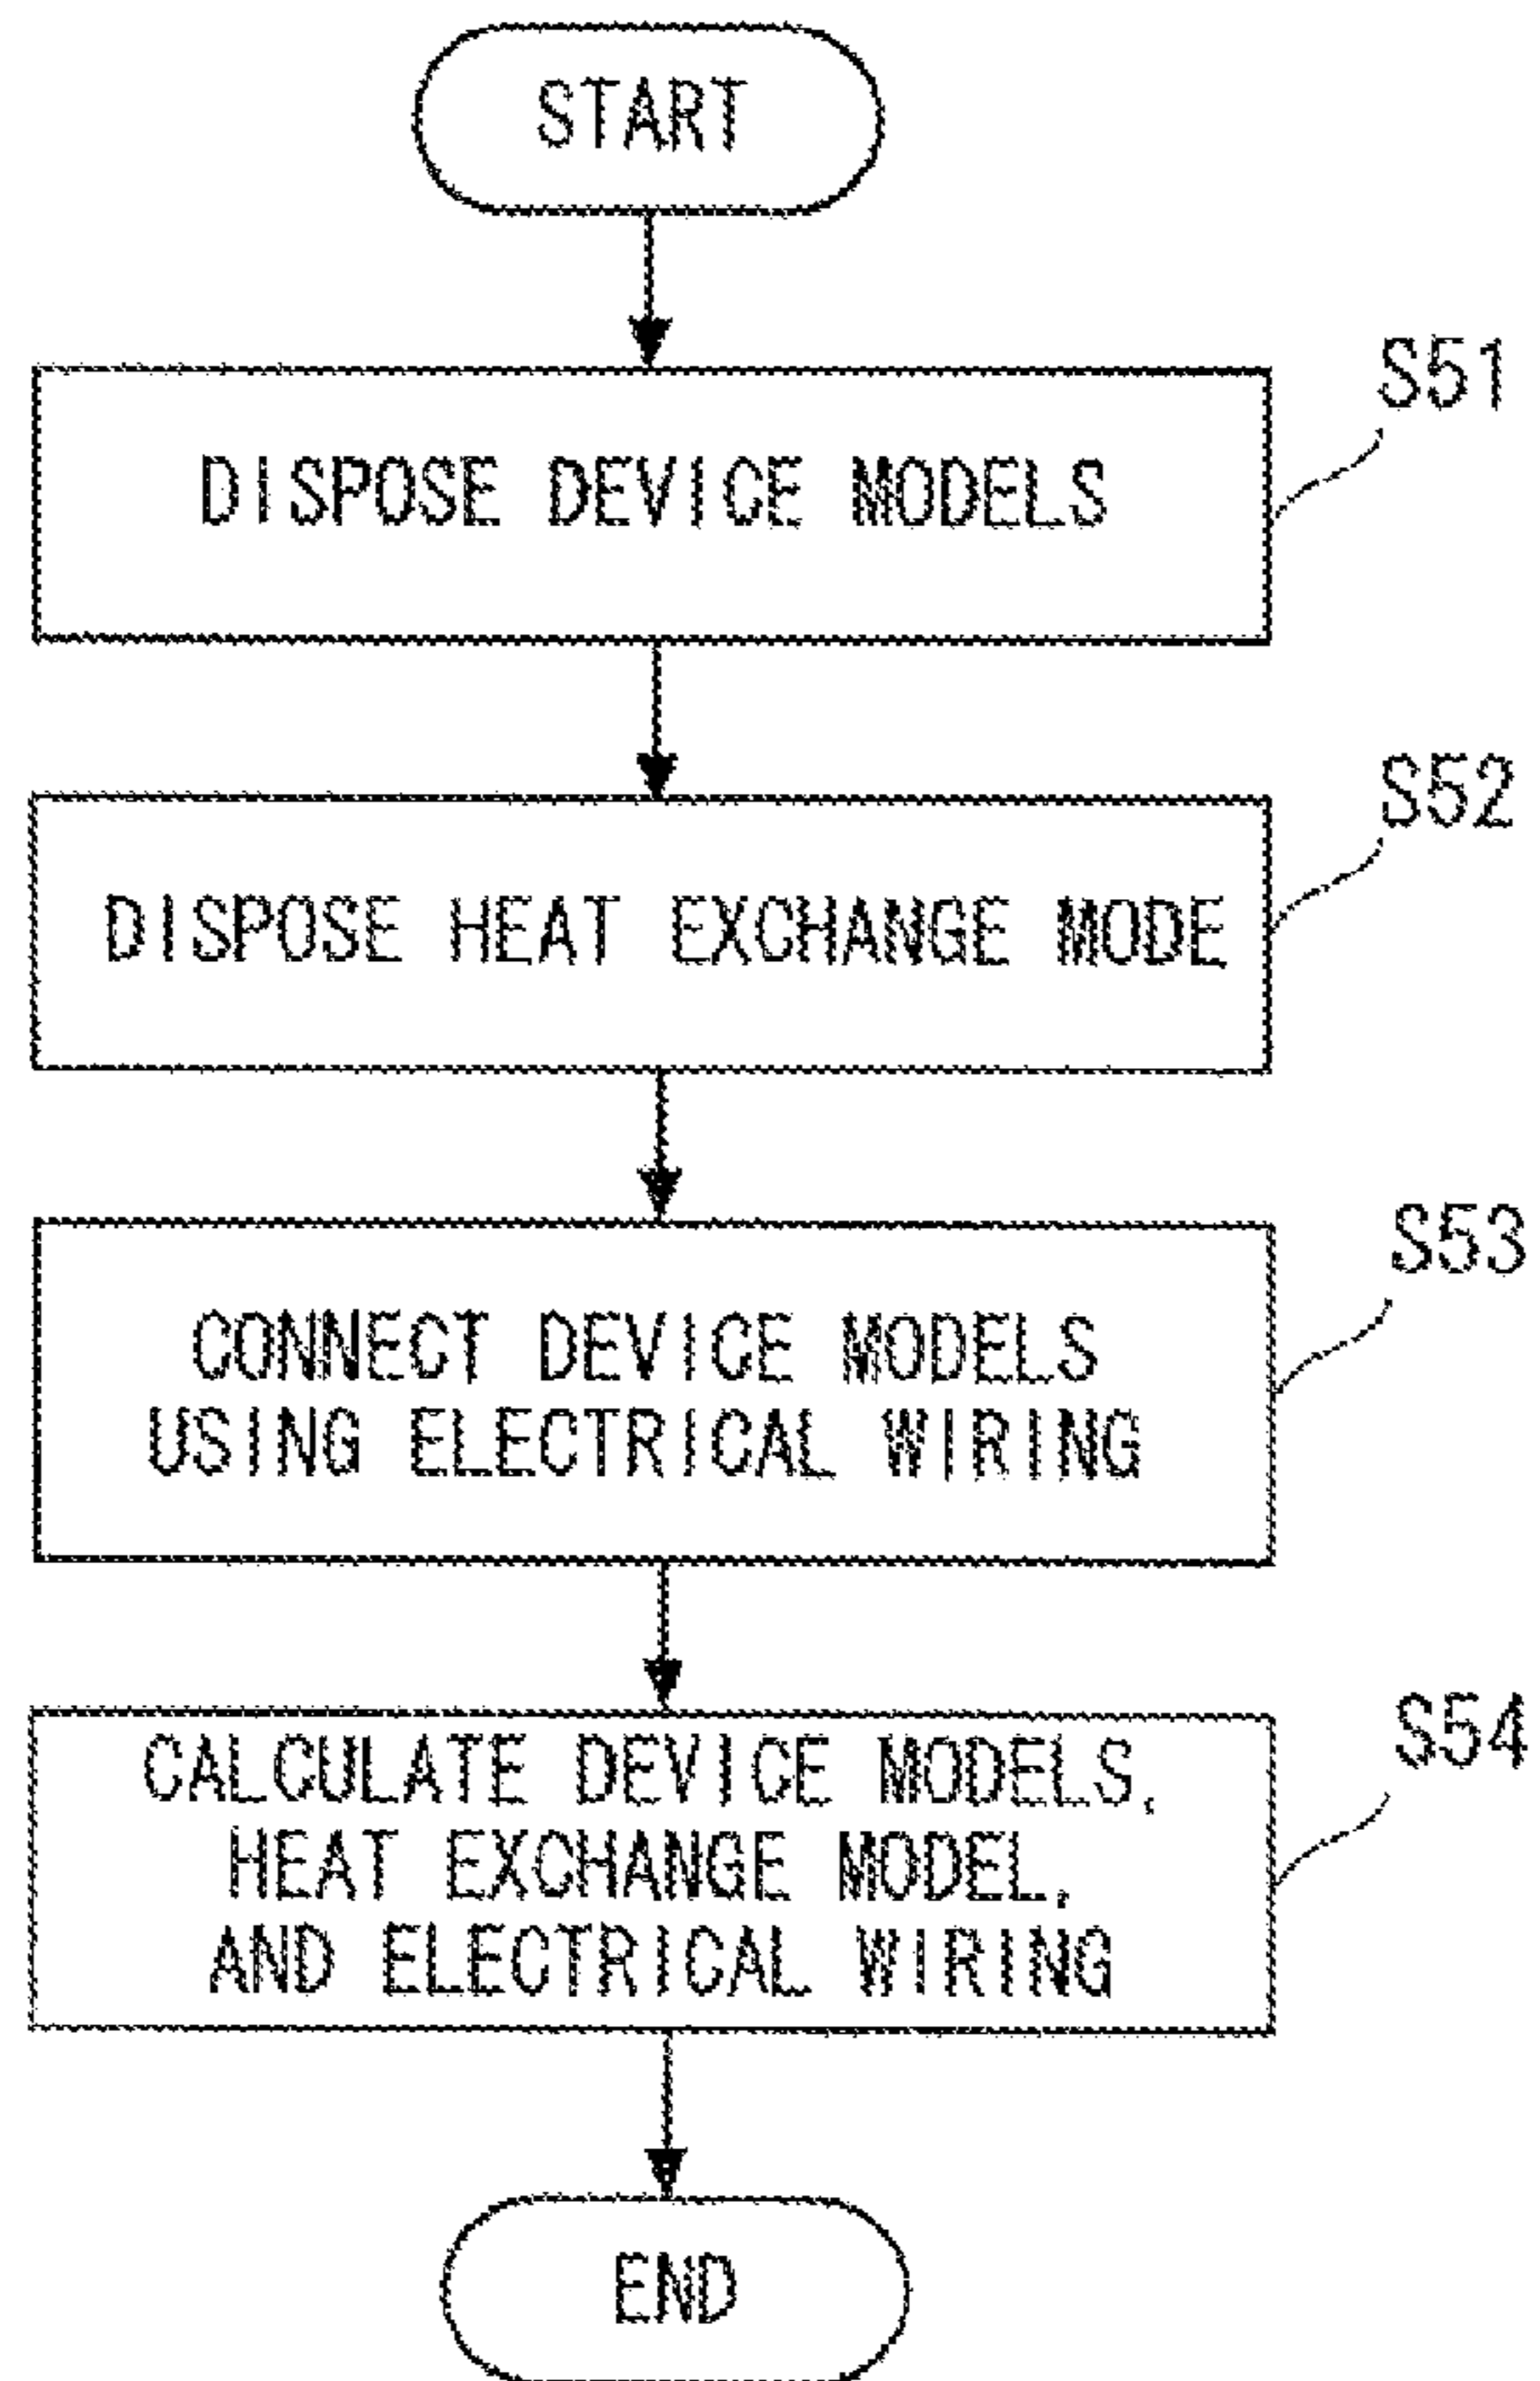 START
S51
DISPOSE DEVICE MODELS
S52
DISPOSE HEAT EXCHANGE MODE
S53
CONNECT DEVICE MODELS
USING ELECTRICAL WIRING
S54
CALCULATE DEVICE MODELS,
HEAT EXCHANGE MODEL,
AND ELECTRICAL WIRING
END